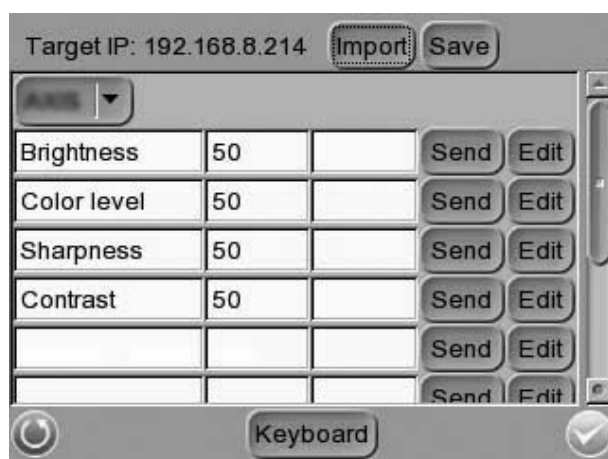 Target IP: 192.168.8.214 Import Save
Brightness 50 Send Edit
Color level 50 Send Edit
Sharpness 50 Send Edit
Contrast 50 Send Edit
Send Edit
Send Edit
Keyboard